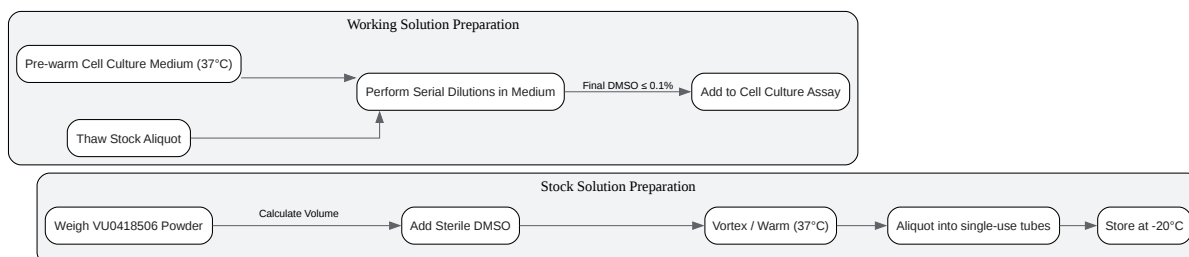 Working Solution Preparation
Pre-warm Cell Culture Medium (37°C)
Perform Serial Dilutions in Medium
Final DMSO ≤ 0.1%
Add to Cell Culture Assay
Thaw Stock Aliquot
Stock Solution Preparation
Weigh VU0418506 Powder
Calculate Volume
Add Sterile DMSO
Vortex / Warm (37°C)
Aliquot into single-use tubes
Store at -20°C